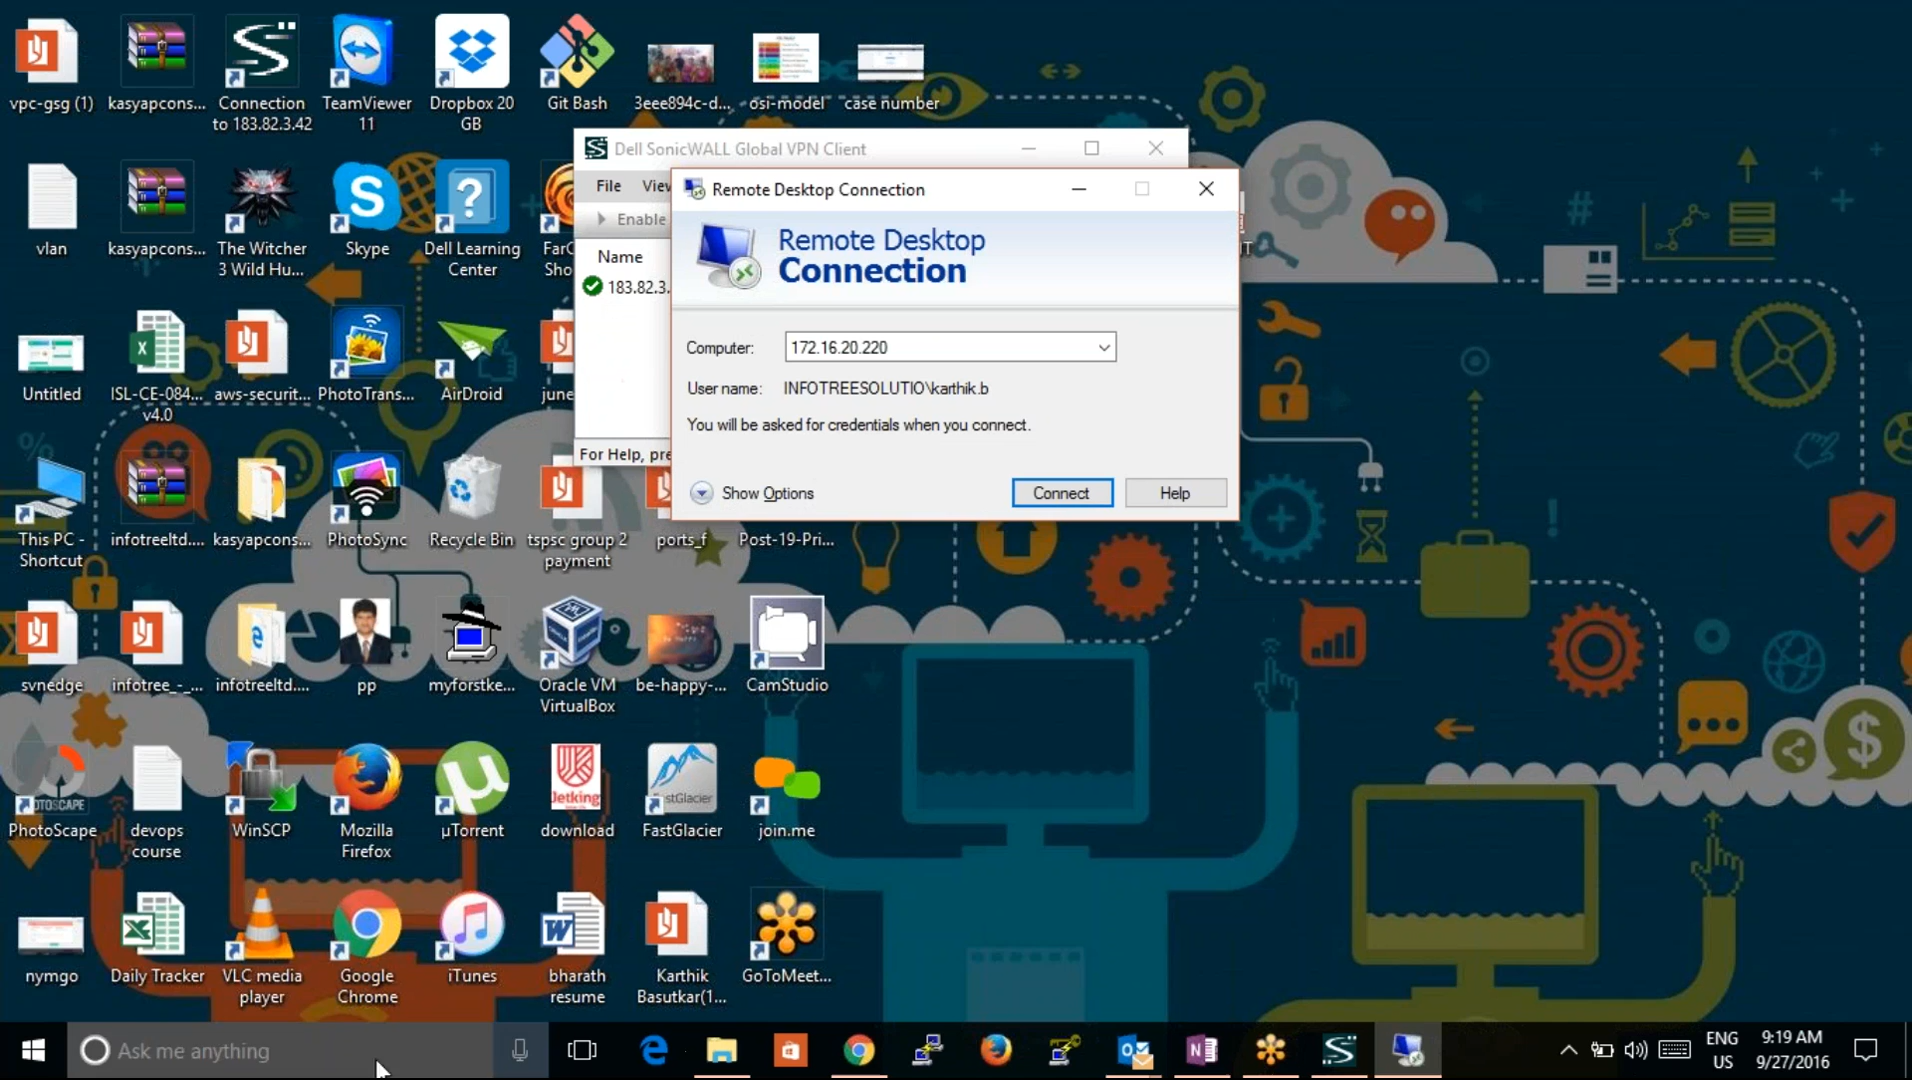 vpc-gsg (1)
kasyapcons...
Connection
to 183.82.3.42
TeamViewer
11
Dropbox 20
GB
Git Bash
3eee894c-d...
osi-model
case number
vlan
kasyapcons...
The Witcher
3 Wild Hu...
Skype
Dell Learning
Center
FarC
Sho
Dell SonicWALL Global VPN Client
File
View
Enable
Name
183.82.3.
For Help, pre
Remote Desktop Connection
Remote Desktop
Connection
Computer:
172.16.20.220
User name:
INFOTREESOLUTIO\karthik.b
You will be asked for credentials when you connect.
Show Options
Connect
Help
Untitled
ISL-CE-084...
v4.0
aws-securit...
PhotoTrans...
AirDroid
june
This PC -
Shortcut
infotreeltd....
kasyapcons...
PhotoSync
Recycle Bin
tspsc group 2
payment
ports_f
Post-19-Pri...
svnedge
infotree_-_...
infotreeltd....
pp
myforstke...
Oracle VM
VirtualBox
be-happy-...
CamStudio
PhotoScape
devops
course
WinSCP
Mozilla
Firefox
µTorrent
Jetking
download
FastGlacier
join.me
nymgo
Daily Tracker
VLC media
player
Google
Chrome
iTunes
bharath
resume
Karthik
Basutkar(1...
GoToMeet...
Ask me anything
ENG
US
9:19 AM
9/27/2016